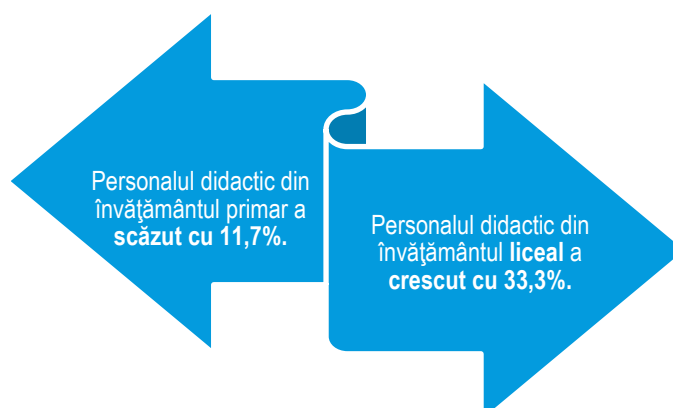 Personalul didactic din
învăţământul primar a
scăzut cu 11,7%.
Personalul didactic din
învăţământul liceal a
crescut cu 33,3%.